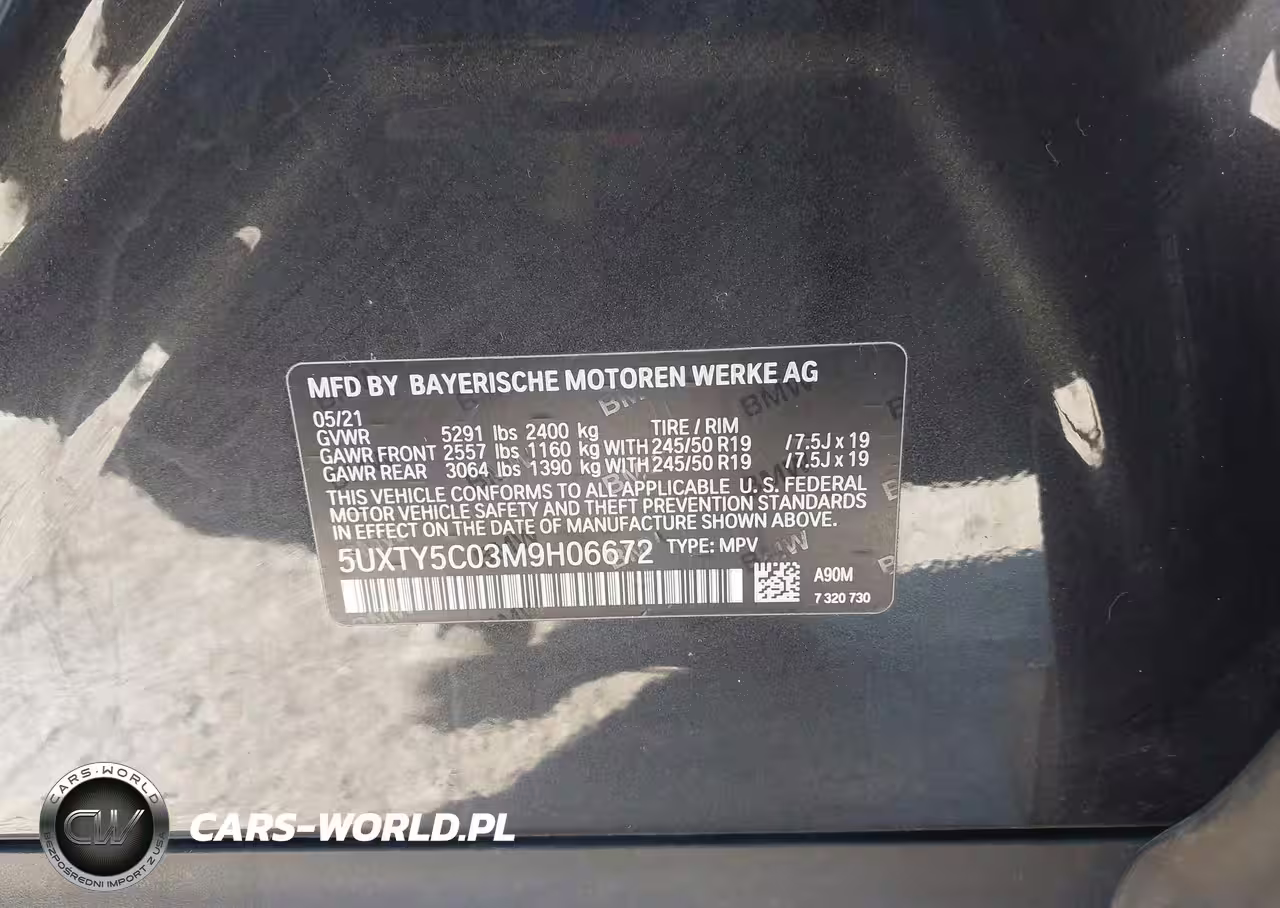 MFD BY BAYERISCHE MOTOREN WERKE AG
05/21
GVWR 5291 lbs 2400 kg TIRE / RIM
GAWR FRONT 2557 lbs 1160 kg WITH 245/50 R19 / 7.5J x 19
GAWR REAR 3064 lbs 1390 kg WITH 245/50 R19 / 7.5J x 19
THIS VEHICLE CONFORMS TO ALL APPLICABLE U. S. FEDERAL
MOTOR VEHICLE SAFETY AND THEFT PREVENTION STANDARDS
IN EFFECT ON THE DATE OF MANUFACTURE SHOWN ABOVE.
5UXTY5C03M9H06672 TYPE: MPV
A90M
7 320 730
CARS-WORLD
CW
BEZPOŚREDNI IMPORT Z USA
CARS-WORLD.PL